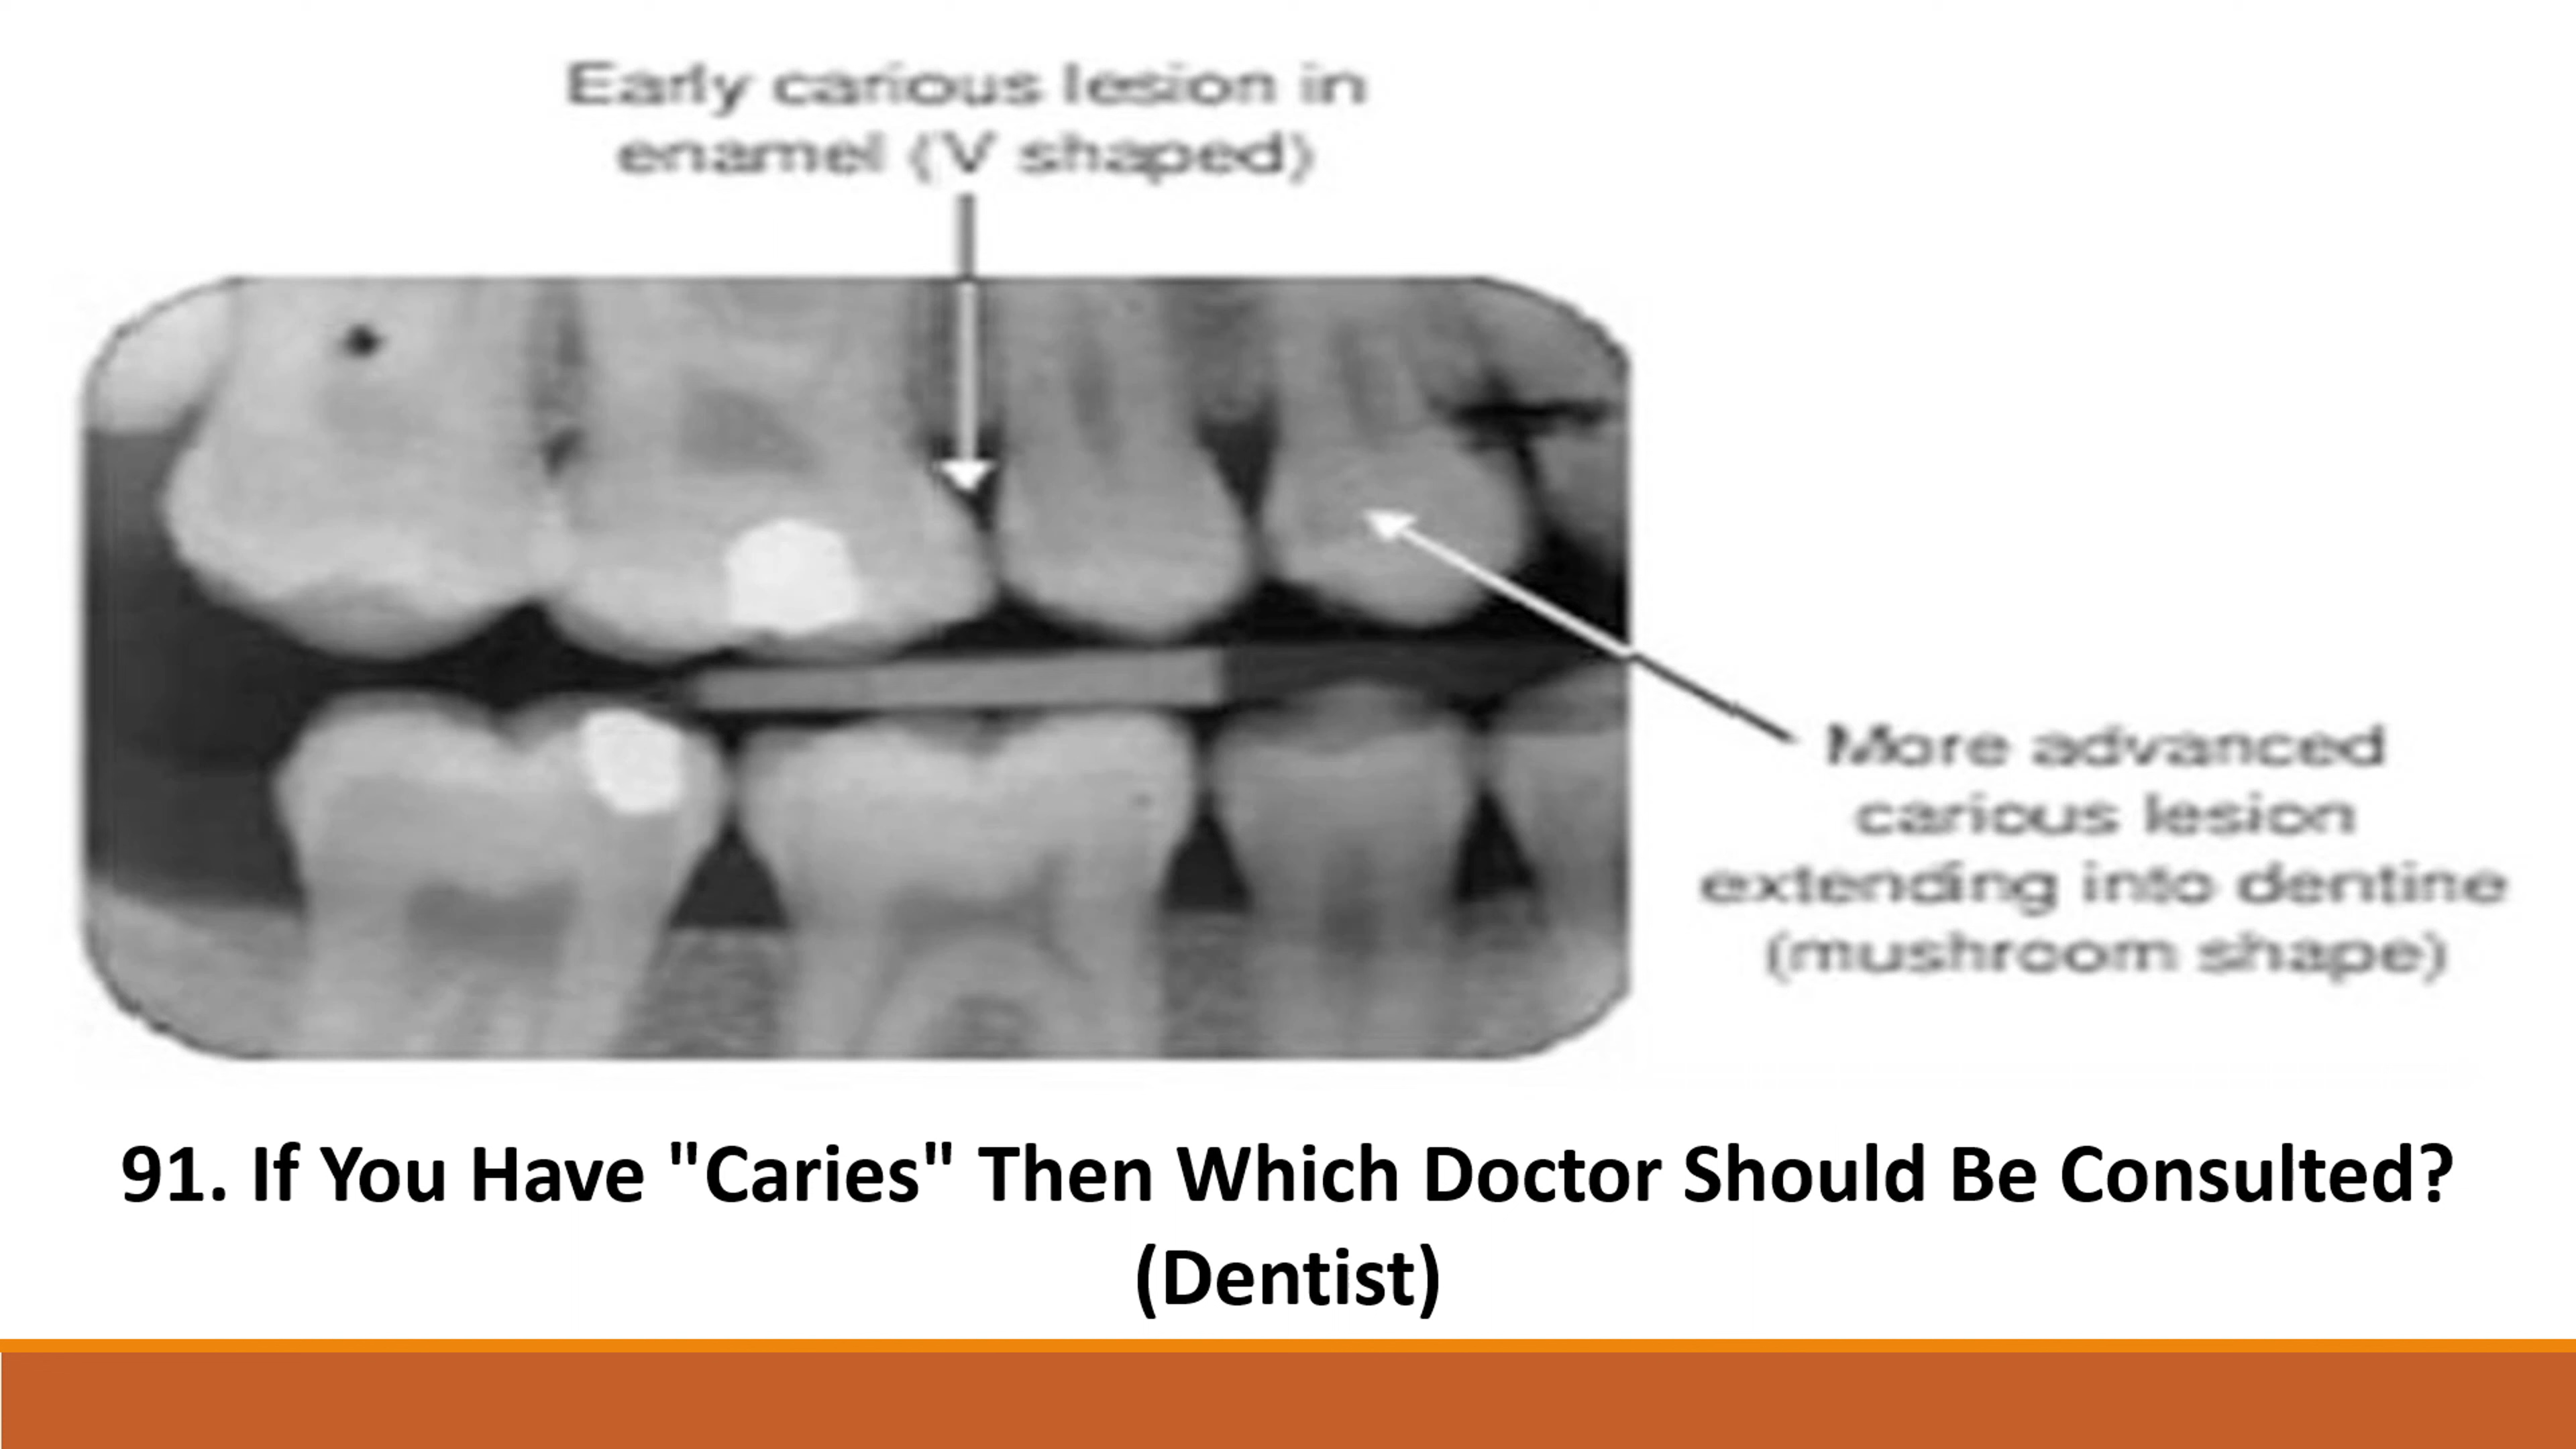 Early carious lesion in
enamel (V shaped)
More advanced
carious lesion
extending into dentine
(mushroom shape)
91. If You Have "Caries" Then Which Doctor Should Be Consulted?
(Dentist)